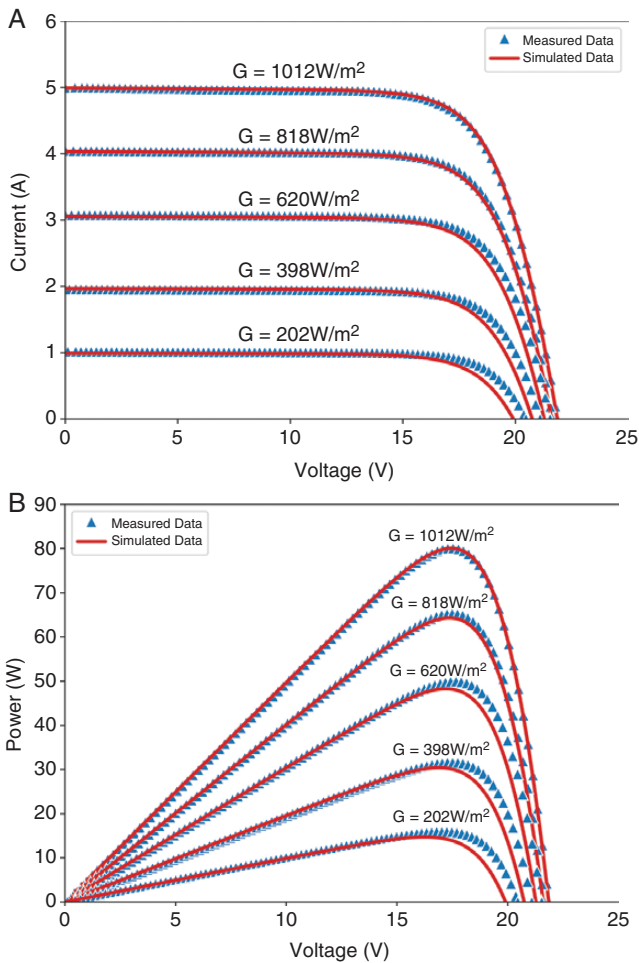 A
6
5
4
3
2
1
0
Current (A)
G = 1012W/m²
G = 818W/m²
G = 620W/m²
G = 398W/m²
G = 202W/m²
Measured Data
Simulated Data
0 5 10 15 20 25
Voltage (V)
B
90
80
70
60
50
40
30
20
10
0
Power (W)
Measured Data
Simulated Data
G = 1012W/m²
G = 818W/m²
G = 620W/m²
G = 398W/m²
G = 202W/m²
0 5 10 15 20 25
Voltage (V)